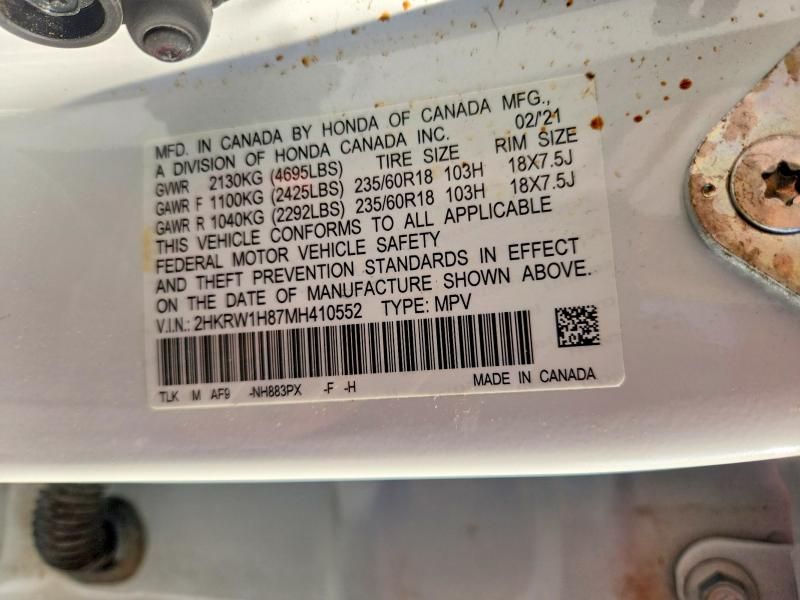 MFD. IN CANADA BY HONDA OF CANADA MFG.,
A DIVISION OF HONDA CANADA INC. 02/'21
TIRE SIZE RIM SIZE
GVWR 2130KG (4695LBS)
GAWR F 1100KG (2425LBS) 235/60R18 103H 18X7.5J
GAWR R 1040KG (2292LBS) 235/60R18 103H 18X7.5J
THIS VEHICLE CONFORMS TO ALL APPLICABLE
FEDERAL MOTOR VEHICLE SAFETY
AND THEFT PREVENTION STANDARDS IN EFFECT
ON THE DATE OF MANUFACTURE SHOWN ABOVE.
V.I.N.: 2HKRW1H87MH410552 TYPE: MPV
TLK M AF9 -NH883PX -F -H MADE IN CANADA